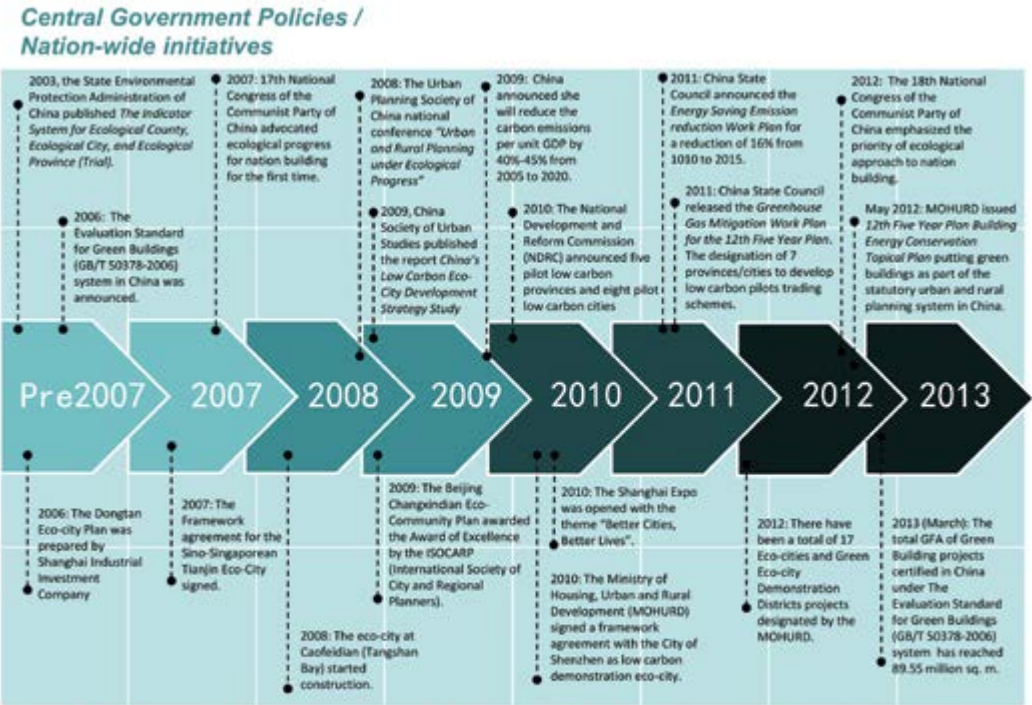 Central Government Policies /
Nation-wide initiatives
2003, the State Environmental
Protection Administration of
China published The Indicator
System for Ecological County,
Ecological City, and Ecological
Province (Trial).
2006: The
Evaluation Standard
for Green Buildings
(GB/T 50378-2006)
system in China was
announced.
2007: 17th National
Congress of the
Communist Party of
China advocated
ecological progress
for nation building
for the first time.
2008: The Urban
Planning Society of
China national
conference "Urban
and Rural Planning
under Ecological
Progress"
2009, China
Society of Urban
Studies published
the report China's
Low Carbon Eco-
City Development
Strategy Study
2009: China
announced she
will reduce the
carbon emissions
per unit GDP by
40%-45% from
2005 to 2020.
2010: The National
Development and
Reform Commission
(NDRC) announced five
pilot low carbon
provinces and eight pilot
low carbon cities
2011: China State
Council announced the
Energy Saving Emission
reduction Work Plan for
a reduction of 16% from
1010 to 2015.
2011: China State Council
released the Greenhouse
Gas Mitigation Work Plan
for the 12th Five Year Plan.
The designation of 7
provinces/cities to develop
low carbon pilots trading
schemes.
2012: The 18th National
Congress of the
Communist Party of
China emphasized the
priority of ecological
approach to nation
building.
May 2012: MOHURD issued
12th Five Year Plan Building
Energy Conservation
Topical Plan putting green
buildings as part of the
statutory urban and rural
planning system in China.
Pre2007
2007
2008
2009
2010
2011
2012
2013
2006: The Dongtan
Eco-city Plan was
prepared by
Shanghai Industrial
Investment
Company
2007: The
Framework
agreement for the
Sino-Singaporean
Tianjin Eco-City
signed.
2008: The eco-city at
Caofeidian (Tangshan
Bay) started
construction.
2009: The Beijing
Changxindian Eco-
Community Plan awarded
the Award of Excellence
by the ISOCARP
(International Society of
City and Regional
Planners).
2010: The Shanghai Expo
was opened with the
theme "Better Cities,
Better Lives".
2010: The Ministry of
Housing, Urban and Rural
Development (MOHURD)
signed a framework
agreement with the City of
Shenzhen as low carbon
demonstration eco-city.
2012: There have
been a total of 17
Eco-cities and Green
Eco-city
Demonstration
Districts projects
designated by the
MOHURD.
2013 (March): The
total GFA of Green
Building projects
certified in China
under The
Evaluation Standard
for Green Buildings
(GB/T 50378-2006)
system has reached
89.55 million sq. m.